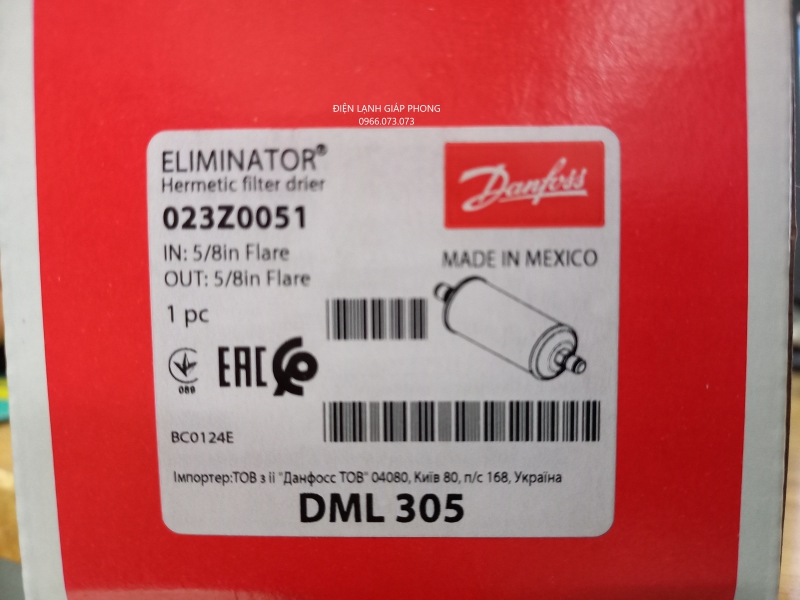 ĐIỆN LẠNH GIÁP PHONG
0966.073.073
ELIMINATOR®
Hermetic filter drier
Danfoss
023Z0051
IN: 5/8in Flare
OUT: 5/8in Flare
MADE IN MEXICO
1 pc
089
EAC
BC0124E
Імпортер:ТОВ з іі "Данфосс ТОВ" 04080, Київ 80, п/с 168, Україна
DML 305